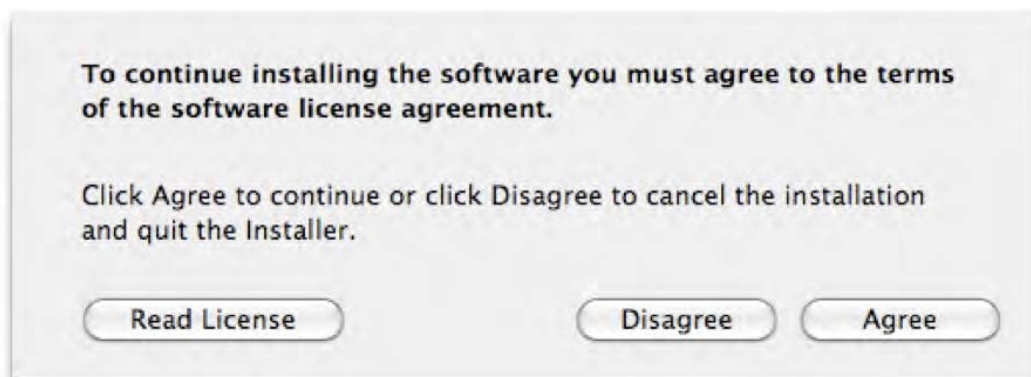 To continue installing the software you must agree to the terms
of the software license agreement.
Click Agree to continue or click Disagree to cancel the installation
and quit the Installer.
Read License Disagree Agree